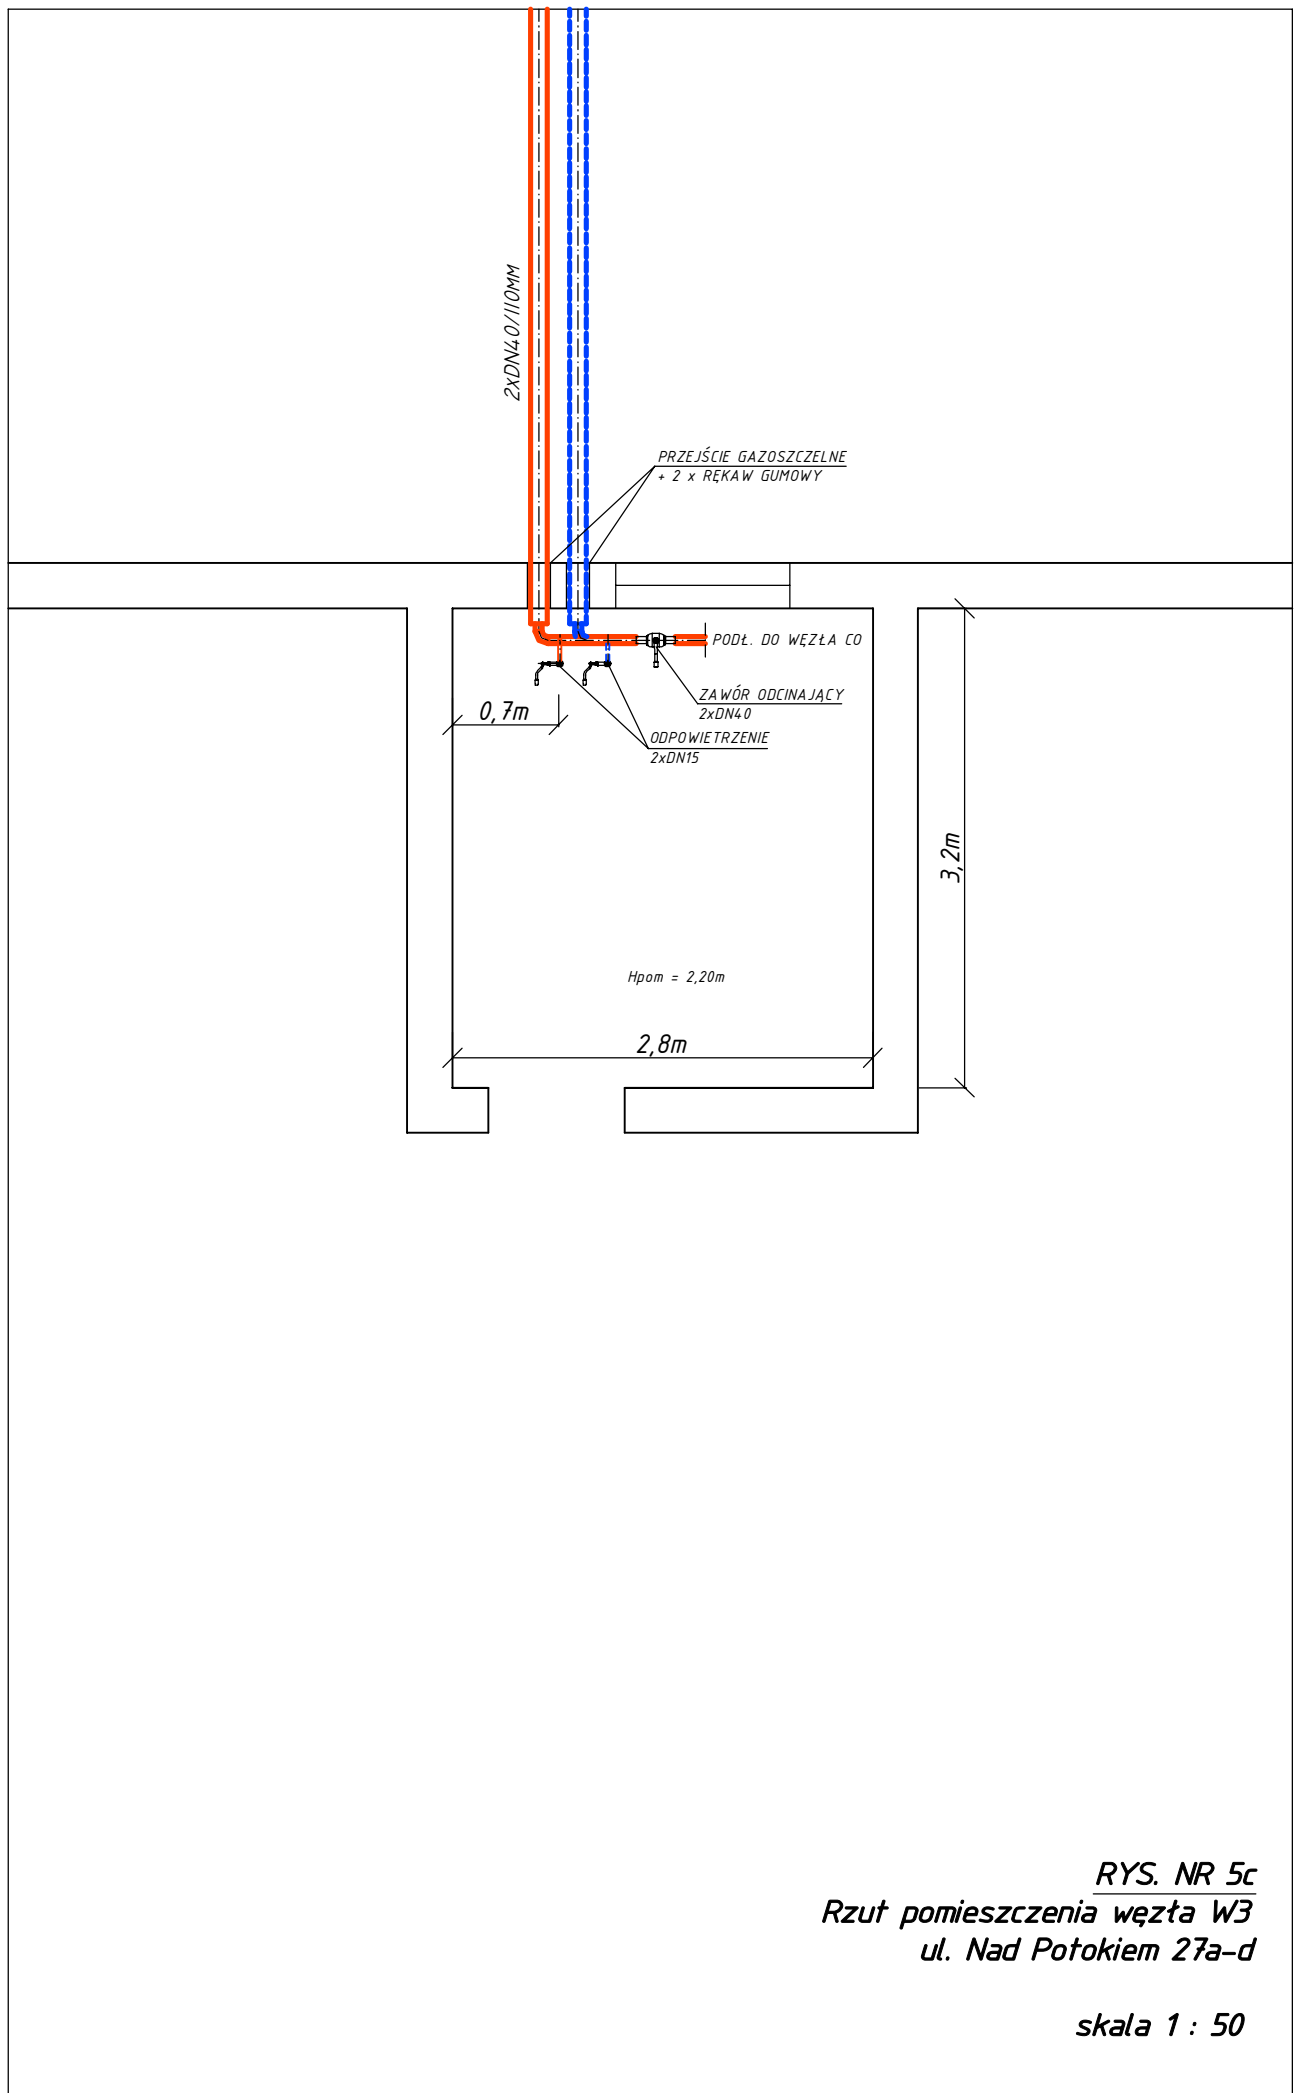 2xDN40/110MM
PRZEJŚCIE GAZOSZCZELNE
+ 2 x RĘKAW GUMOWY
PODŁ. DO WĘZŁA CO
ZAWÓR ODCINAJĄCY
2xDN40
0,7m
ODPOWIETRZENIE
2xDN15
3,2m
Hpom = 2,20m
2,8m
RYS. NR 5c
Rzut pomieszczenia węzła W3
ul. Nad Potokiem 27a-d
skala 1 : 50